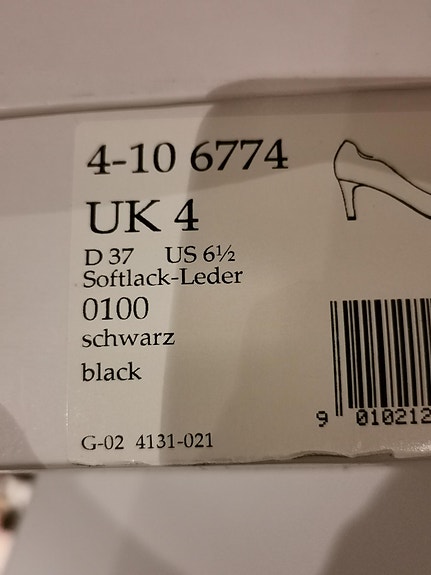 4-10 6774
UK 4
D 37 US 6½
Softlack-Leder
0100
schwarz
black
G-02 4131-021
9 010212